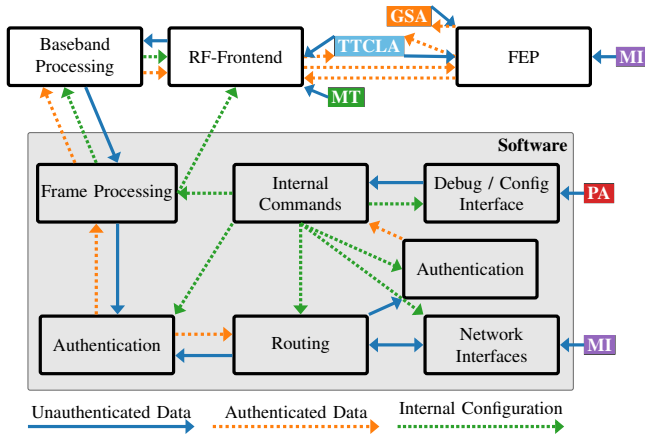 GSA
Baseband
Processing
RF-Frontend
TTCLA
FEP
MI
MT
Software
Frame Processing
Internal
Commands
Debug / Config
Interface
PA
Authentication
Authentication
Routing
Network
Interfaces
MI
Unauthenticated Data
Authenticated Data
Internal Configuration